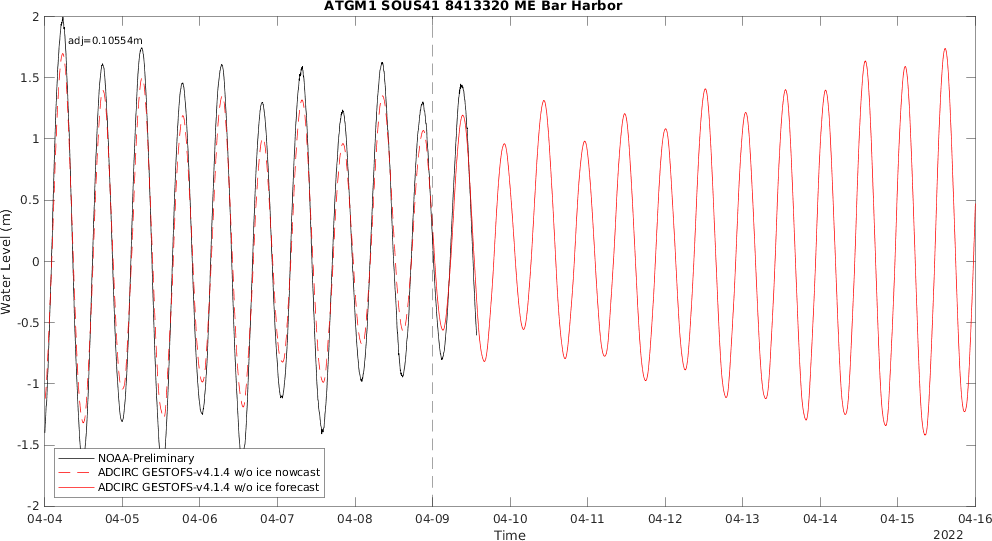 ATGM1 SOUS41 8413320 ME Bar Harbor
adj=0.10554m
2
1.5
1
0.5
0
-0.5
-1
-1.5
-2
Water Level (m)
NOAA-Preliminary
ADCIRC GESTOFS-v4.1.4 w/o ice nowcast
ADCIRC GESTOFS-v4.1.4 w/o ice forecast
04-04 04-05 04-06 04-07 04-08 04-09 04-10 04-11 04-12 04-13 04-14 04-15 04-16
Time
2022